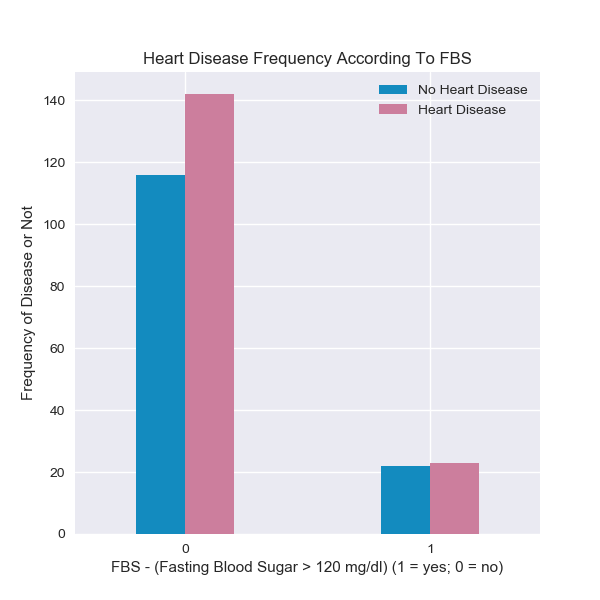 Heart Disease Frequency According To FBS
No Heart Disease
Heart Disease
Frequency of Disease or Not
140
120
100
80
60
40
20
0
0 1
FBS - (Fasting Blood Sugar > 120 mg/dl) (1 = yes; 0 = no)